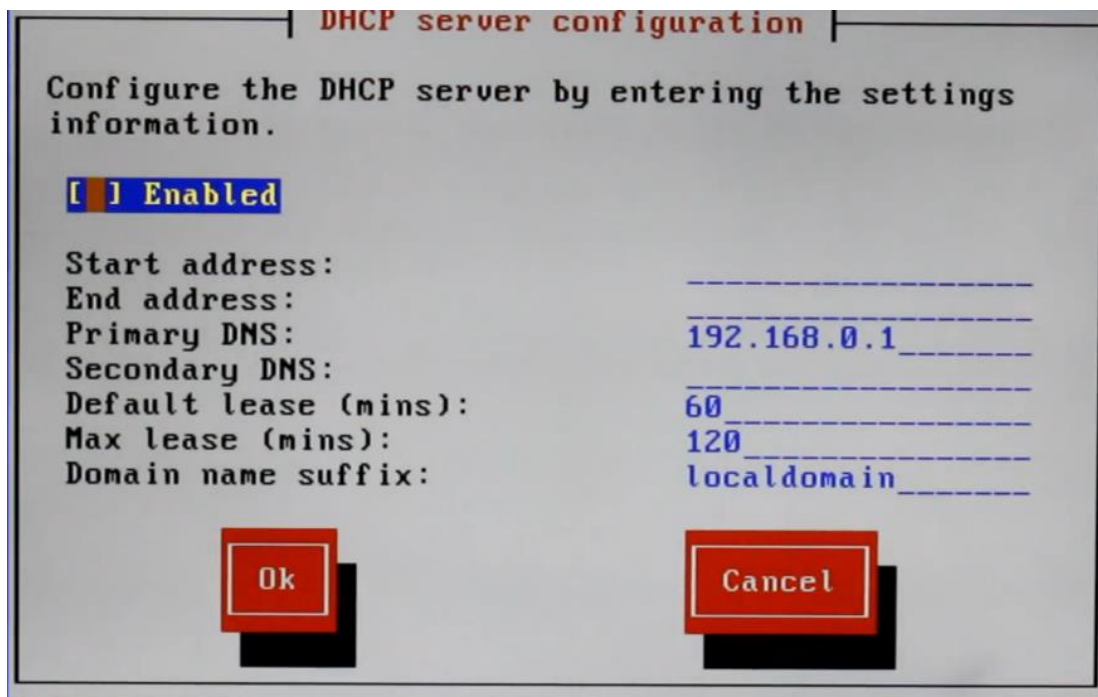 DHCP server configuration
Configure the DHCP server by entering the settings
information.
[ ] Enabled
Start address:
End address:
Primary DNS: 192.168.0.1
Secondary DNS:
Default lease (mins): 60
Max lease (mins): 120
Domain name suffix: localdomain
Ok Cancel